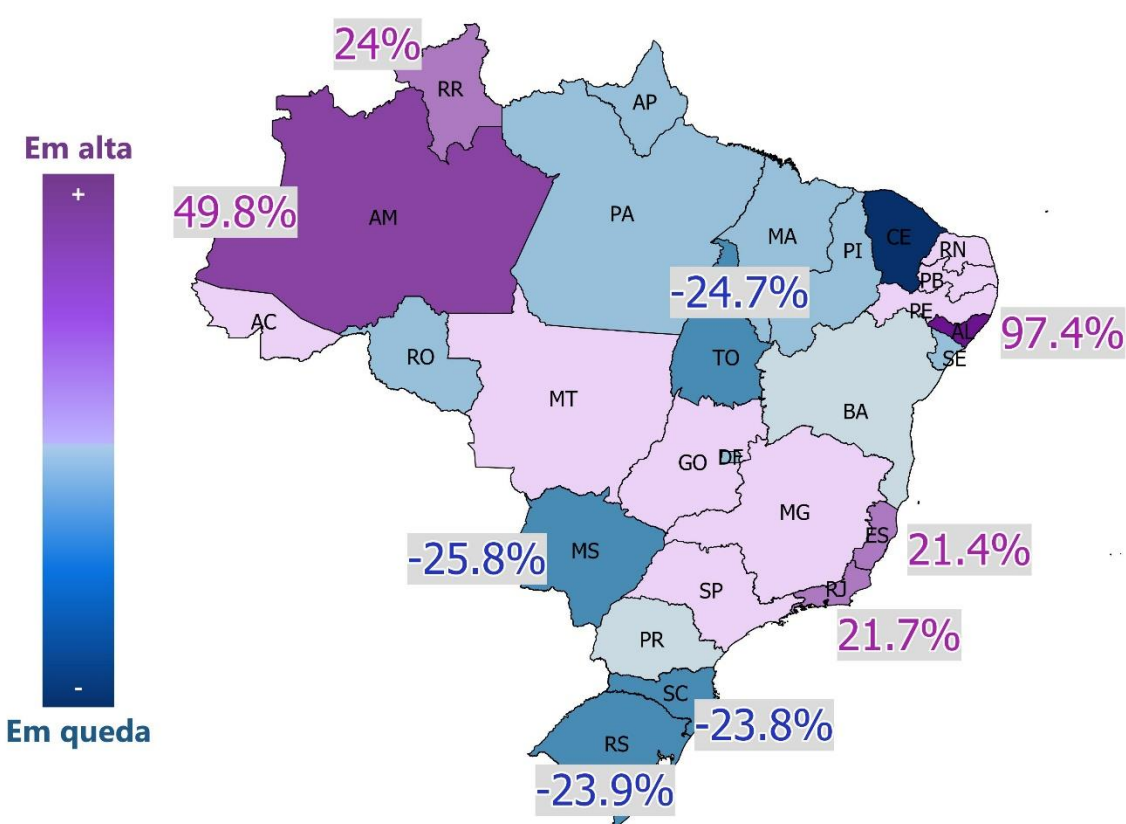 24%
RR
AP
Em alta
+
49.8%
AM
PA
MA
PI
CE
RN
PB
PE
AL
97.4%
SE
-24.7%
AC
RO
TO
MT
BA
GO
DF
MG
ES
21.4%
-25.8%
MS
SP
RJ
21.7%
PR
-
Em queda
SC
-23.8%
RS
-23.9%